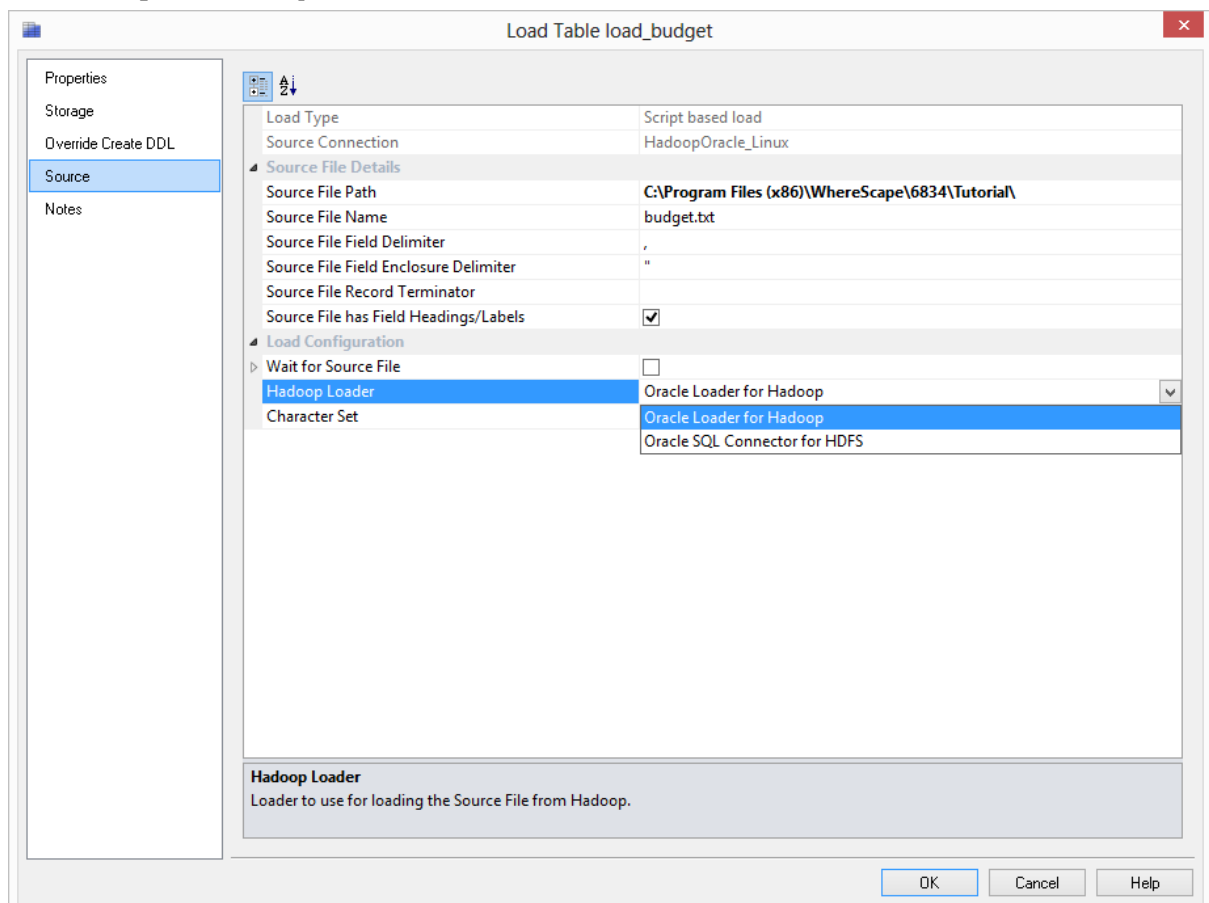 Load Table load_budget
Properties
Storage
Override Create DDL
Source
Notes
Load Type Script based load
Source Connection HadoopOracle_Linux
Source File Details
Source File Path C:\Program Files (x86)\WhereScape\6834\Tutorial\
Source File Name budget.txt
Source File Field Delimiter ,
Source File Field Enclosure Delimiter "
Source File Record Terminator
Source File has Field Headings/Labels
Load Configuration
Wait for Source File
Hadoop Loader Oracle Loader for Hadoop
Character Set Oracle Loader for Hadoop
Oracle SQL Connector for HDFS
Hadoop Loader
Loader to use for loading the Source File from Hadoop.
OK Cancel Help